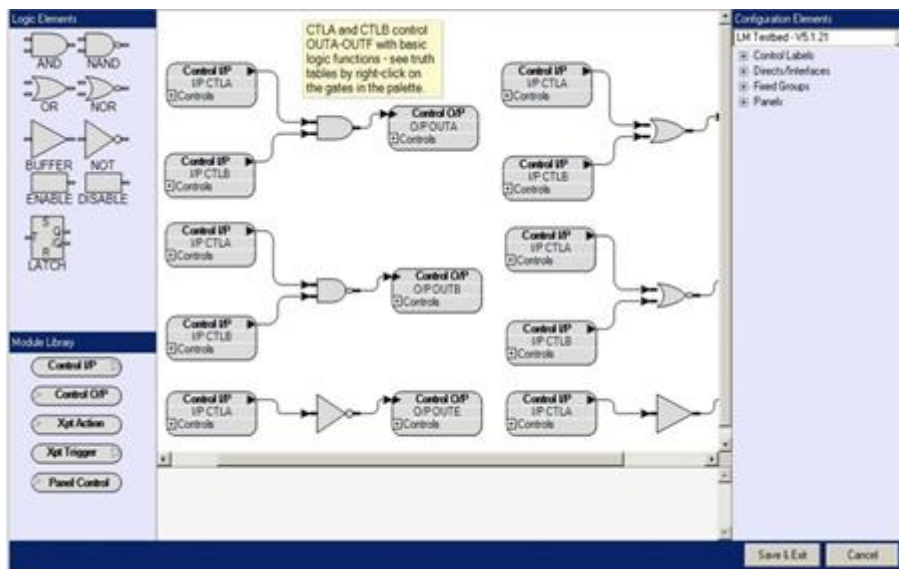 Logic Elements
AND NAND
OR NOR
BUFFER NOT
ENABLE DISABLE
S
T Q
Q
R
LATCH
Module Library
Control I/P
Control O/P
Xpt Action
Xpt Trigger
Panel Control
CTLA and CTLB control
OUTA-OUTF with basic
logic functions - see truth
tables by right-click on
the gates in the palette.
Control I/P
I/P CTLA
Controls
Control I/P
I/P CTLB
Controls
Control O/P
O/P OUTA
Controls
Control I/P
I/P CTLA
Controls
Control I/P
I/P CTLB
Controls
Control I/P
I/P CTLA
Controls
Control I/P
I/P CTLB
Controls
Control O/P
O/P OUTB
Controls
Control I/P
I/P CTLA
Controls
Control I/P
I/P CTLB
Controls
Control I/P
I/P CTLA
Controls
Control O/P
O/P OUTE
Controls
Control I/P
I/P CTLA
Controls
Configuration Elements
LM Testbed - V5.1.21
Control Labels
Directs/Interfaces
Fixed Groups
Panels
Save & Exit
Cancel